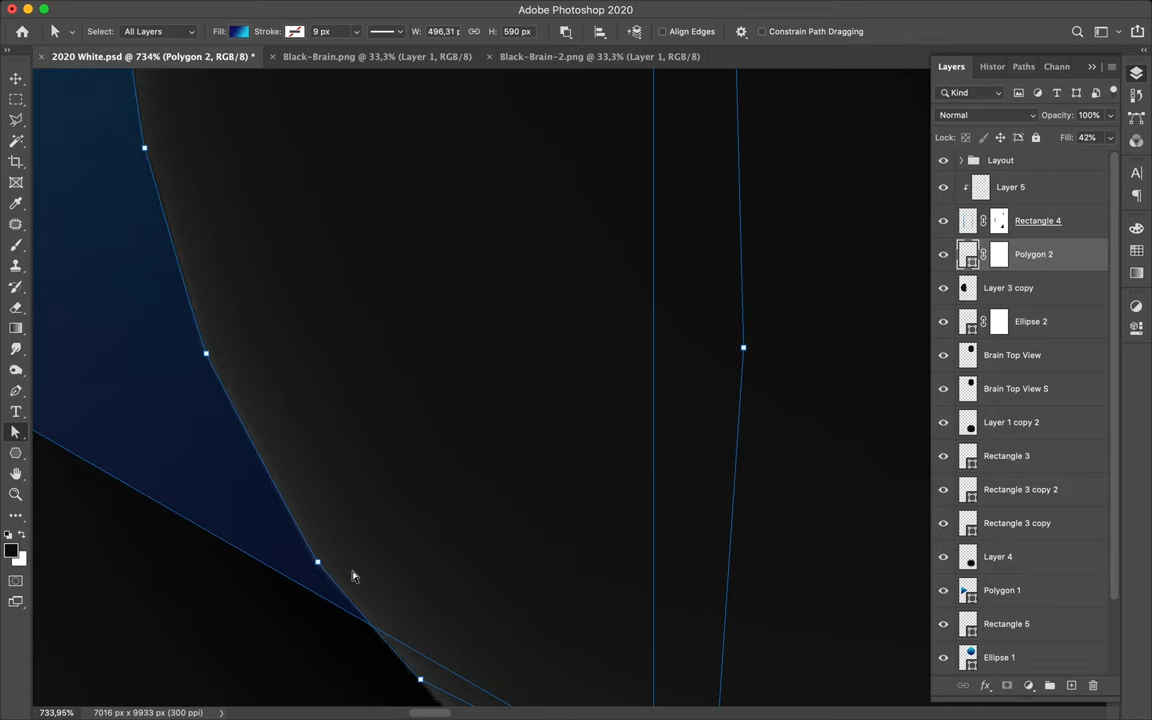 Adobe Photoshop 2020
Select: All Layers Fill: Stroke: 9 px W: 496,31 p H: 590 px Align Edges Constrain Path Dragging
2020 White.psd @ 734% (Polygon 2, RGB/8) * Black-Brain.png @ 33,3% (Layer 1, RGB/8) Black-Brain-2.png @ 33,3% (Layer 1, RGB/8)
Layers Histor Paths Chann
Kind
Normal Opacity: 100%
Lock: Fill: 42%
Layout
Layer 5
Rectangle 4
Polygon 2
Layer 3 copy
Ellipse 2
Brain Top View
Brain Top View S
Layer 1 copy 2
Rectangle 3
Rectangle 3 copy 2
Rectangle 3 copy
Layer 4
Polygon 1
Rectangle 5
Ellipse 1
733,95% 7016 px x 9933 px (300 ppi)